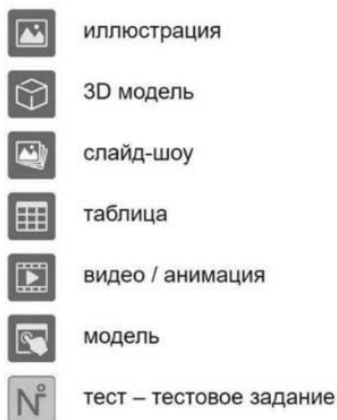 иллюстрация
3D модель
слайд-шоу
таблица
видео / анимация
модель
N° тест – тестовое задание